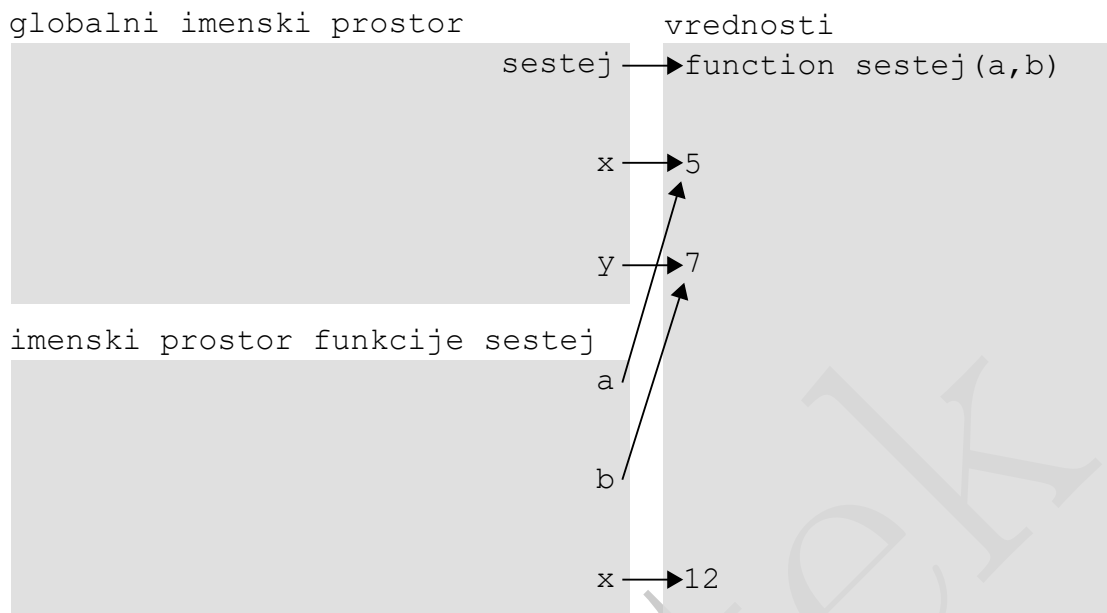 globalni imenski prostor
vrednosti
sestej
function sestej(a,b)
x
5
y
7
imenski prostor funkcije sestej
a
b
x
12